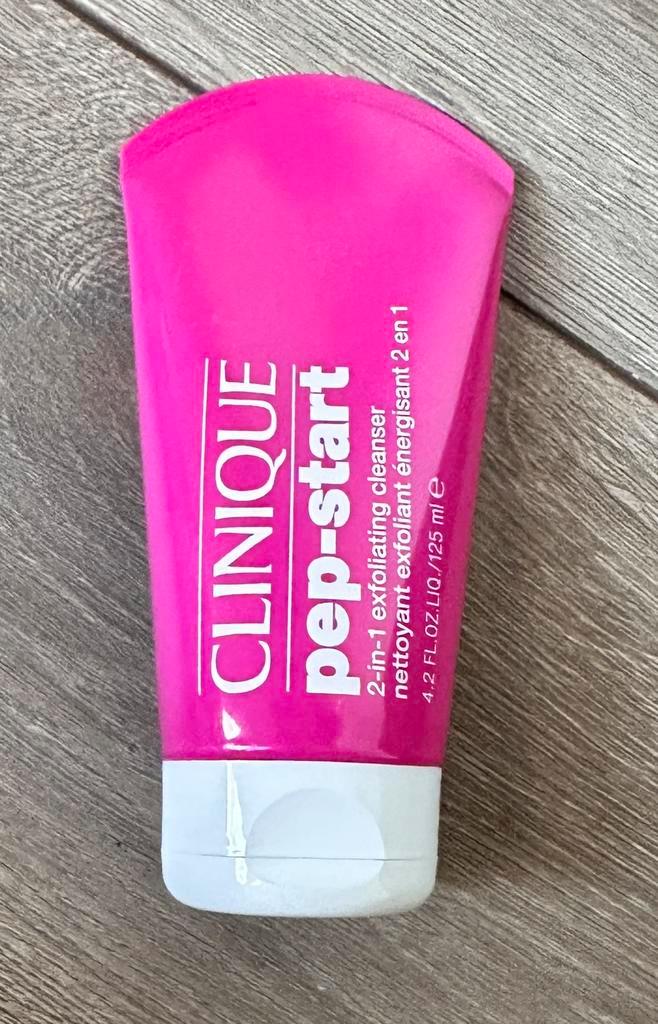 CLINIQUE
pep-start
2-in-1 exfoliating cleanser
nettoyant exfoliant énergisant 2 en 1
4.2 FL.OZ.LIQ./125 ml ℮